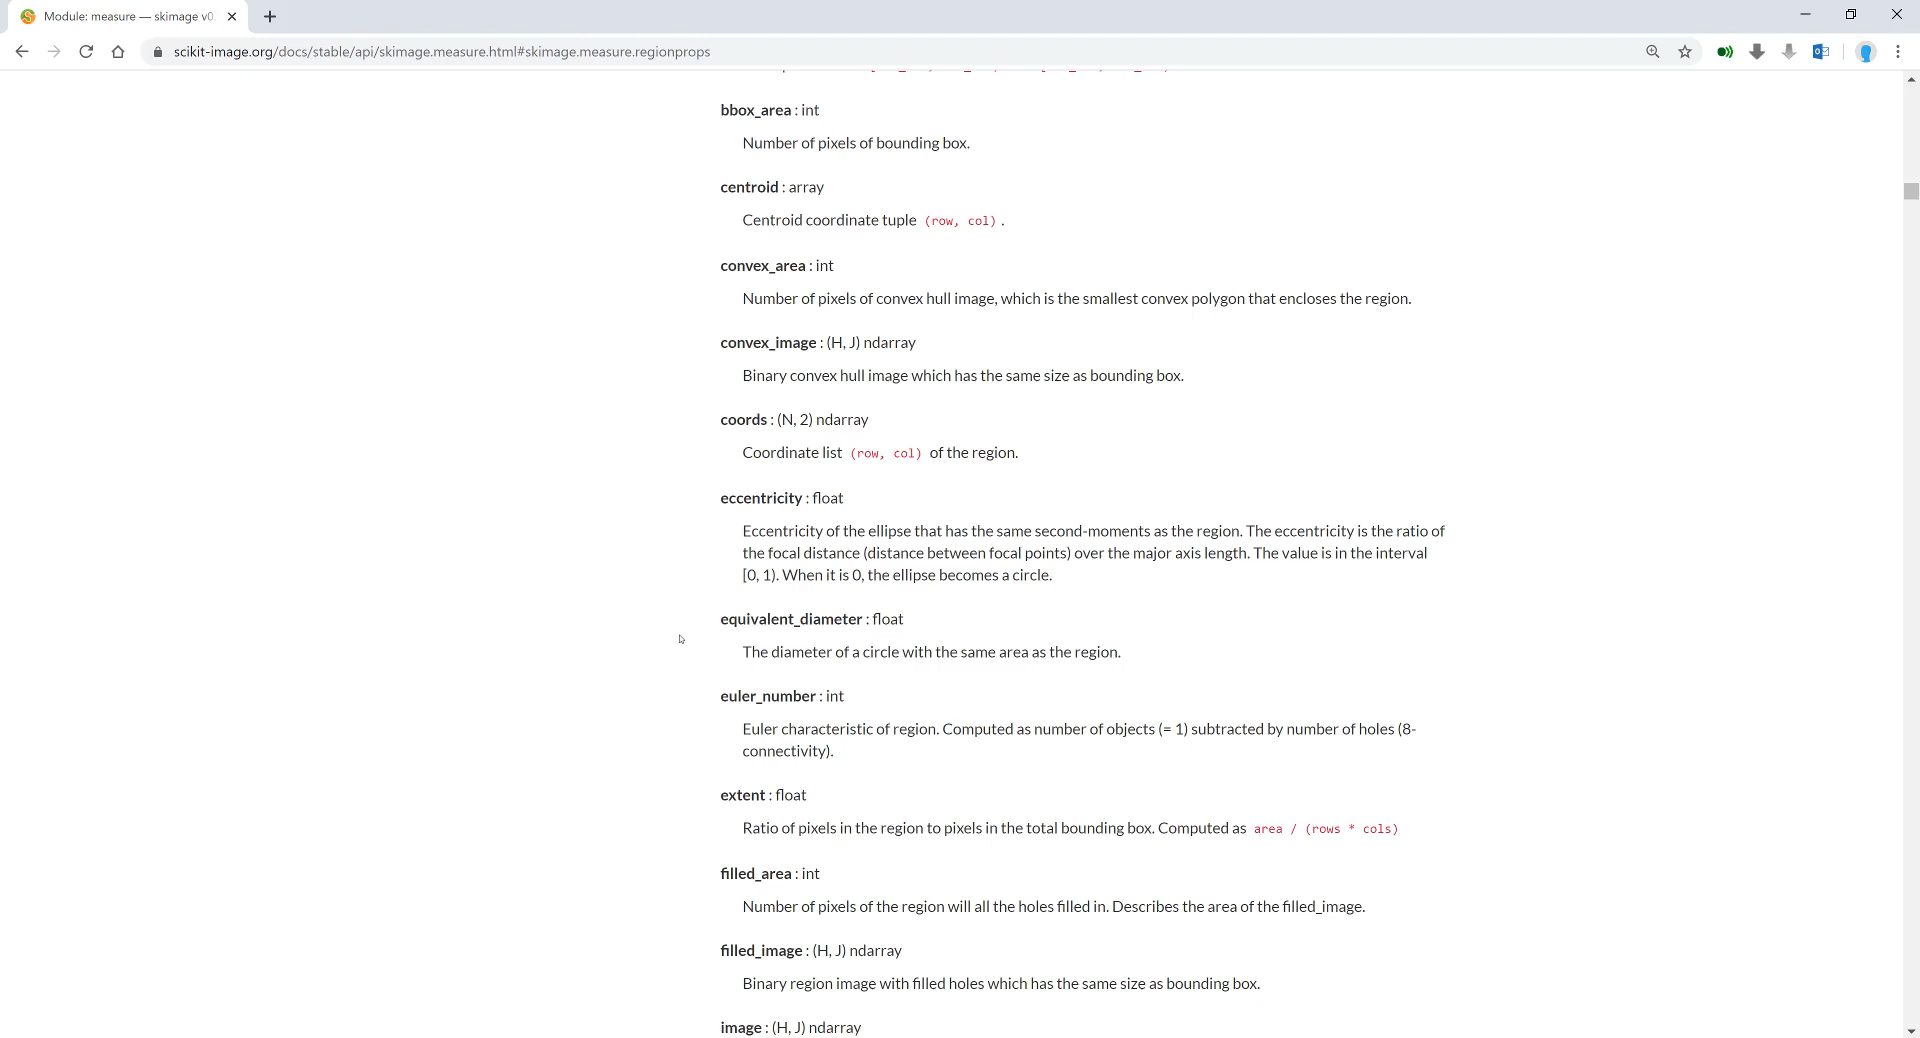 Module: measure — skimage v0
scikit-image.org/docs/stable/api/skimage.measure.html#skimage.measure.regionprops
bbox_area : int
Number of pixels of bounding box.
centroid : array
Centroid coordinate tuple (row, col) .
convex_area : int
Number of pixels of convex hull image, which is the smallest convex polygon that encloses the region.
convex_image : (H, J) ndarray
Binary convex hull image which has the same size as bounding box.
coords : (N, 2) ndarray
Coordinate list (row, col) of the region.
eccentricity : float
Eccentricity of the ellipse that has the same second-moments as the region. The eccentricity is the ratio of
the focal distance (distance between focal points) over the major axis length. The value is in the interval
[0, 1). When it is 0, the ellipse becomes a circle.
equivalent_diameter : float
The diameter of a circle with the same area as the region.
euler_number : int
Euler characteristic of region. Computed as number of objects (= 1) subtracted by number of holes (8-
connectivity).
extent : float
Ratio of pixels in the region to pixels in the total bounding box. Computed as area / (rows * cols)
filled_area : int
Number of pixels of the region will all the holes filled in. Describes the area of the filled_image.
filled_image : (H, J) ndarray
Binary region image with filled holes which has the same size as bounding box.
image : (H, J) ndarray